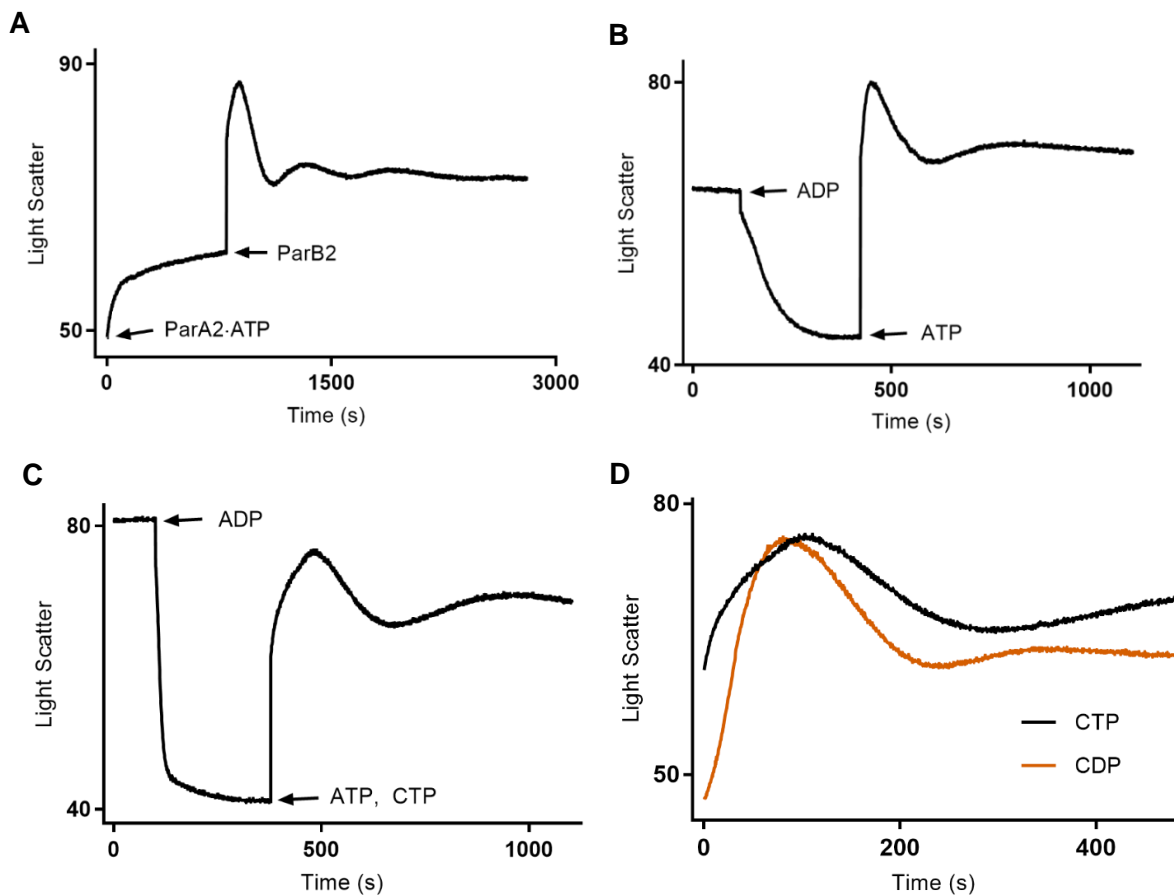 A
90
50
Light Scatter
ParB2
ParA2·ATP
0
1500
3000
Time (s)
B
80
40
Light Scatter
ADP
ATP
0
500
1000
Time (s)
C
80
40
Light Scatter
ADP
ATP, CTP
0
500
1000
Time (s)
D
80
50
Light Scatter
CTP
CDP
0
200
400
Time (s)